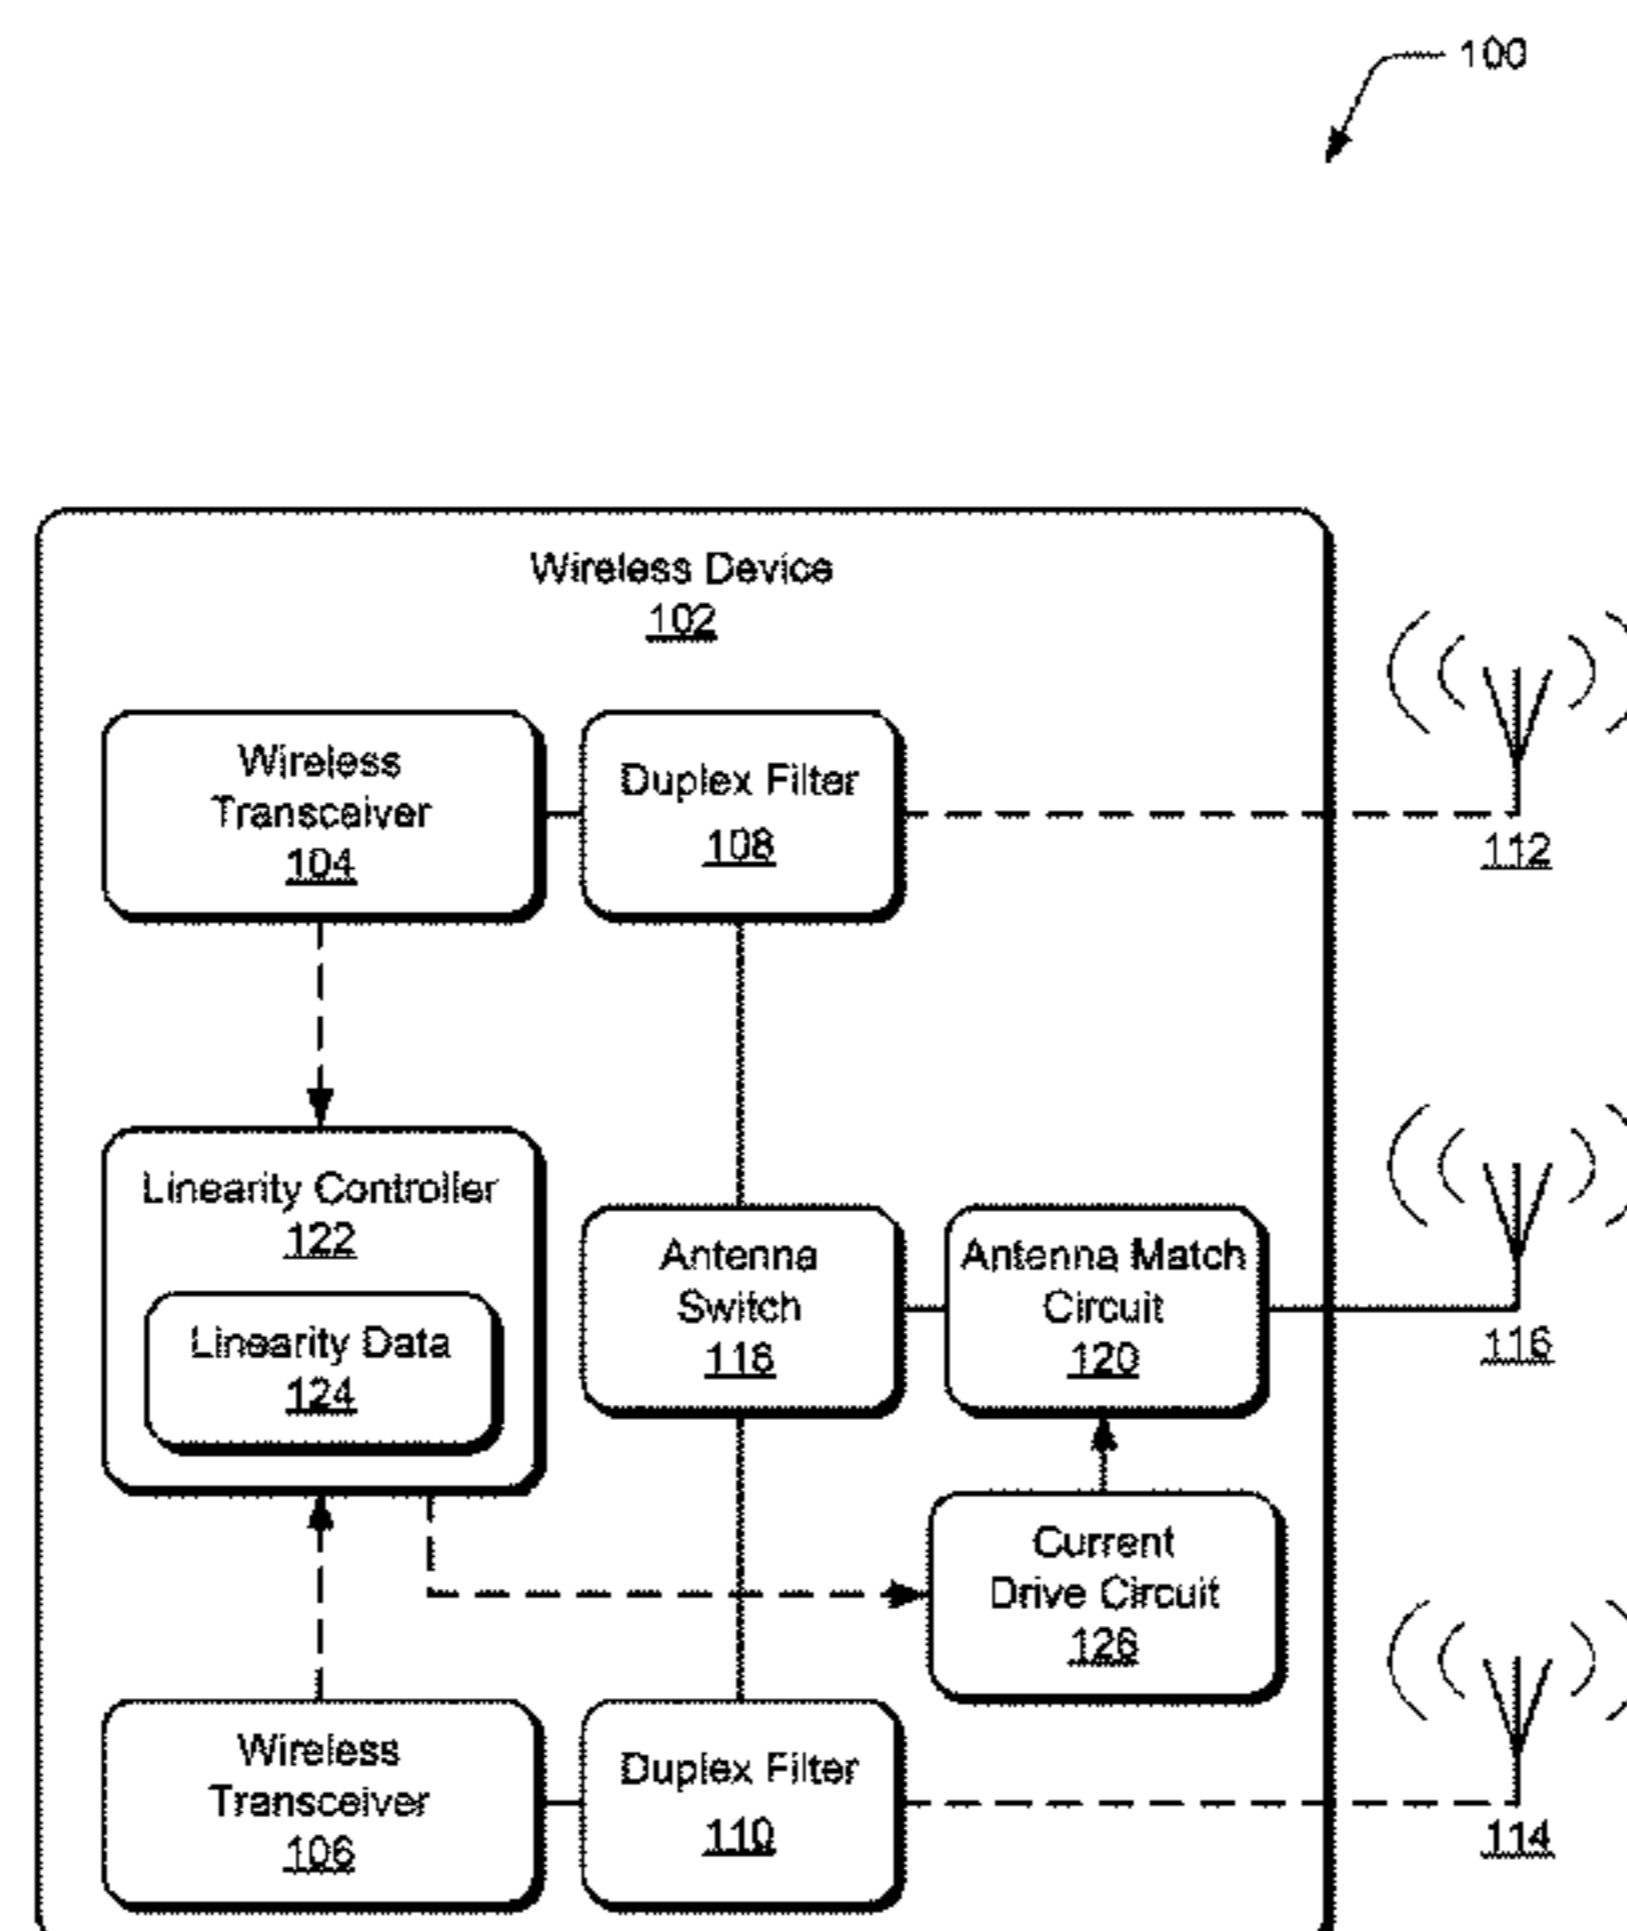 100
Wireless Device
102
Wireless
Transceiver
104
Duplex Filter
108
112
Linearity Controller
122
Linearity Data
124
Antenna
Switch
118
Antenna Match
Circuit
120
116
Current
Drive Circuit
126
Wireless
Transceiver
106
Duplex Filter
110
114